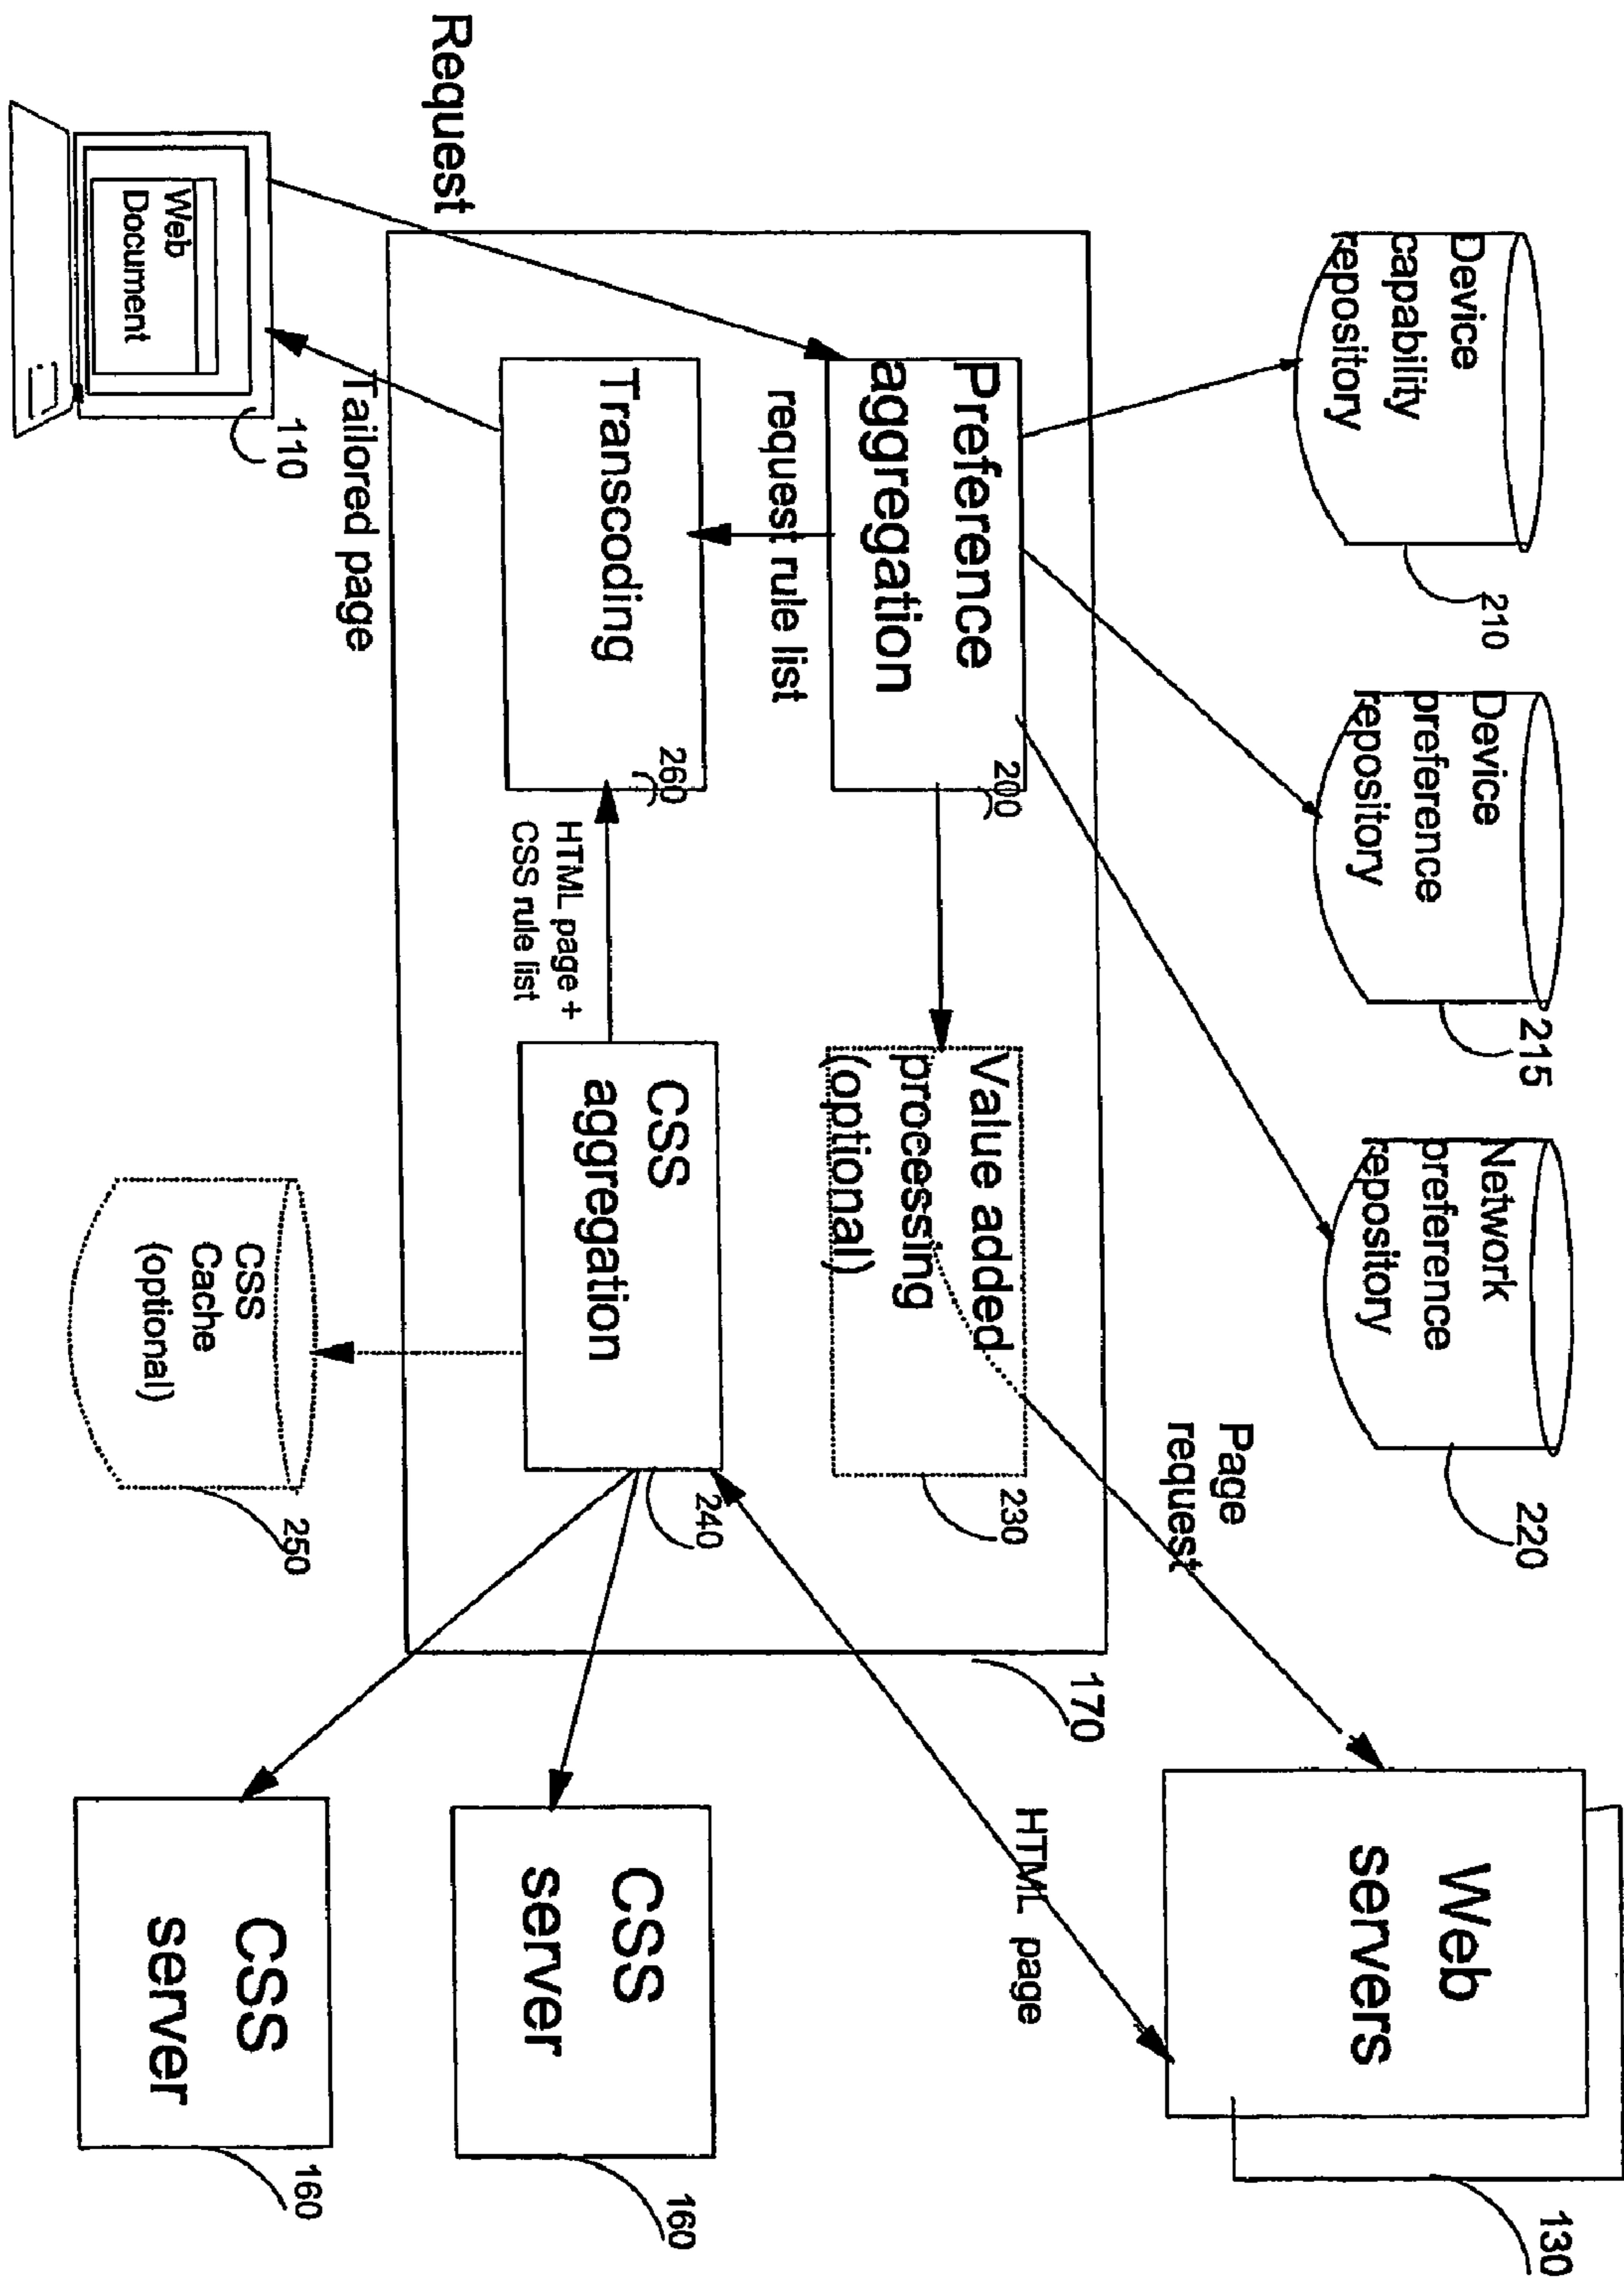 Device
capability
repository
210
Device
preference
repository
215
Network
preference
repository
220
Request
Preference
aggregation
200
Value added
processing
(optional)
230
Page
request
Web
servers
130
request rule list
170
HTML page
Transcoding
260
HTML page +
CSS rule list
CSS
aggregation
240
CSS
server
160
Tailored page
Web
Document
110
CSS
Cache
(optional)
250
CSS
server
160